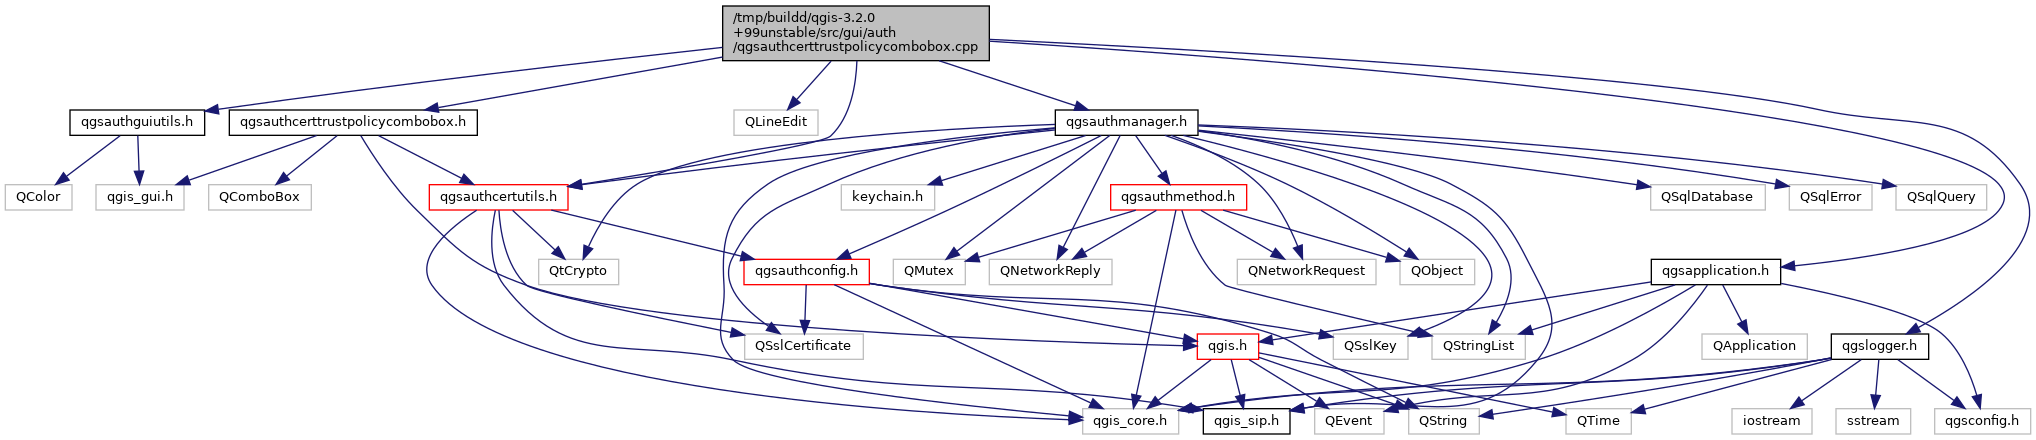 /tmp/buildd/qgis-3.2.0
+99unstable/src/gui/auth
/qgsauthcerttrustpolicycombobox.cpp
qgsauthguiutils.h
qgsauthcerttrustpolicycombobox.h
QLineEdit
qgsauthmanager.h
QColor
qgis_gui.h
QComboBox
qgsauthcertutils.h
keychain.h
qgsauthmethod.h
QSqlDatabase
QSqlError
QSqlQuery
QtCrypto
qgsauthconfig.h
QMutex
QNetworkReply
QNetworkRequest
QObject
qgsapplication.h
QSslCertificate
qgis.h
QSslKey
QStringList
QApplication
qgslogger.h
qgis_core.h
qgis_sip.h
QEvent
QString
QTime
iostream
sstream
qgsconfig.h